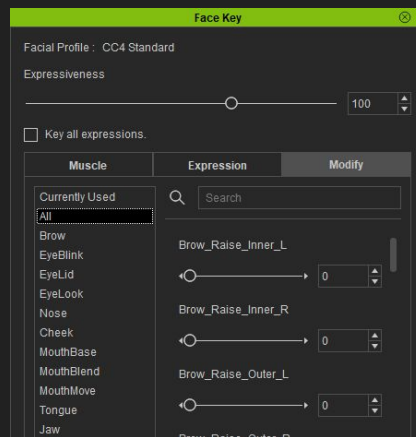 Face Key
Facial Profile : CC4 Standard
Expressiveness
100
Key all expressions.
Muscle Expression Modify
Currently Used
All
Brow
EyeBlink
EyeLid
EyeLook
Nose
Cheek
MouthBase
MouthBlend
MouthMove
Tongue
Jaw
Search
Brow_Raise_Inner_L
0
Brow_Raise_Inner_R
0
Brow_Raise_Outer_L
0